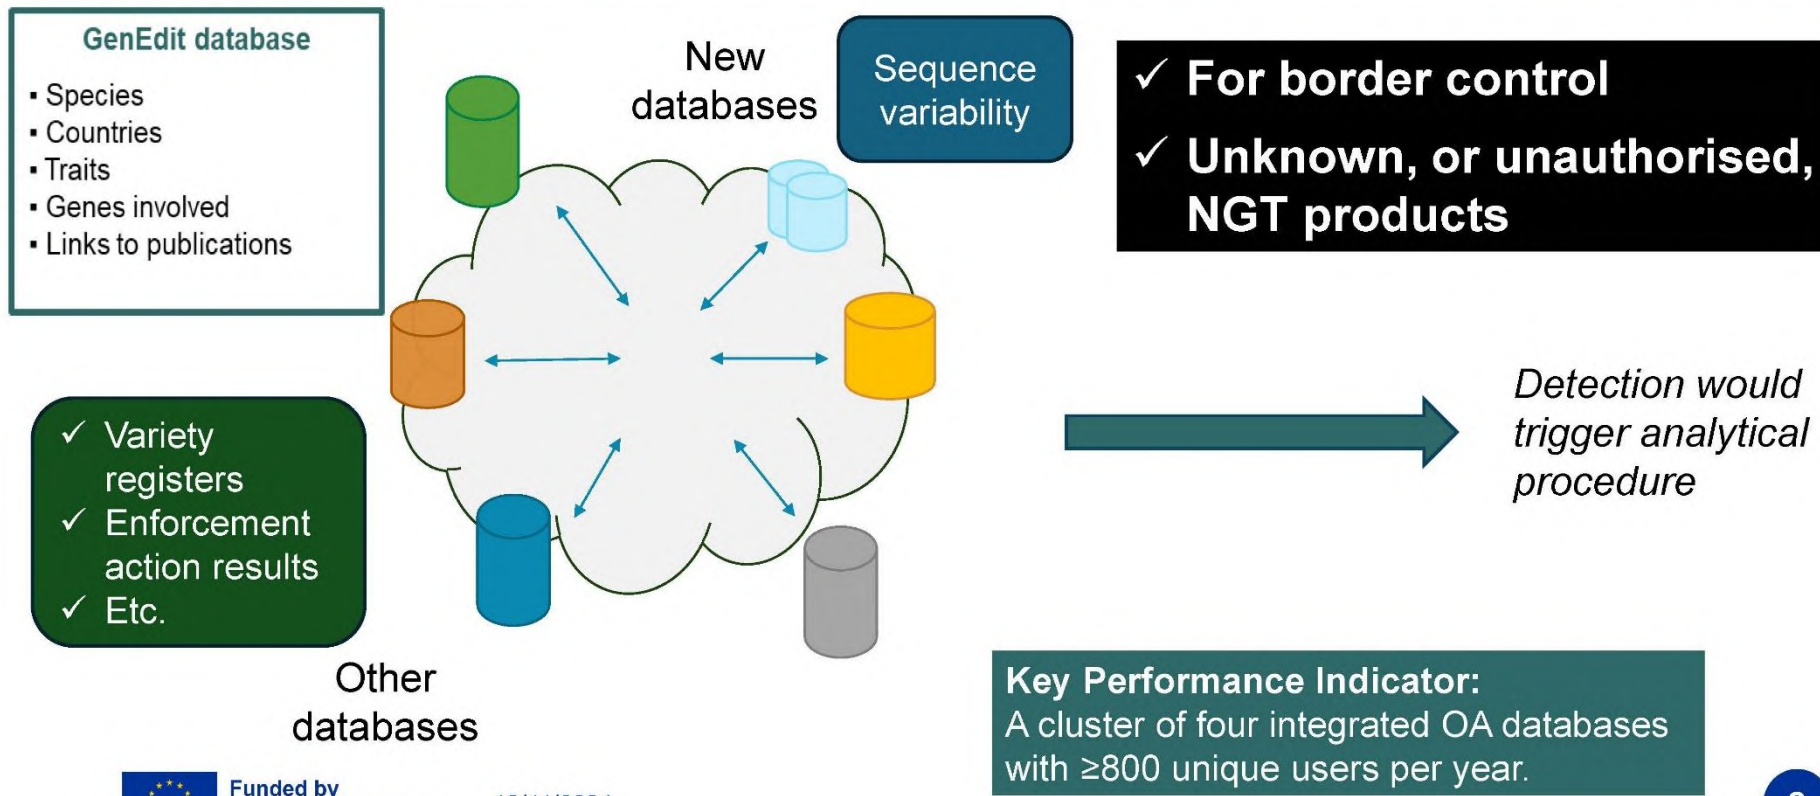 GenEdit database
▪ Species
▪ Countries
▪ Traits
▪ Genes involved
▪ Links to publications
New
databases
Sequence
variability
✓ For border control
✓ Unknown, or unauthorised,
NGT products
✓ Variety
registers
✓ Enforcement
action results
✓ Etc.
Other
databases
Detection would
trigger analytical
procedure
Key Performance Indicator:
A cluster of four integrated OA databases
with ≥800 unique users per year.
Funded by